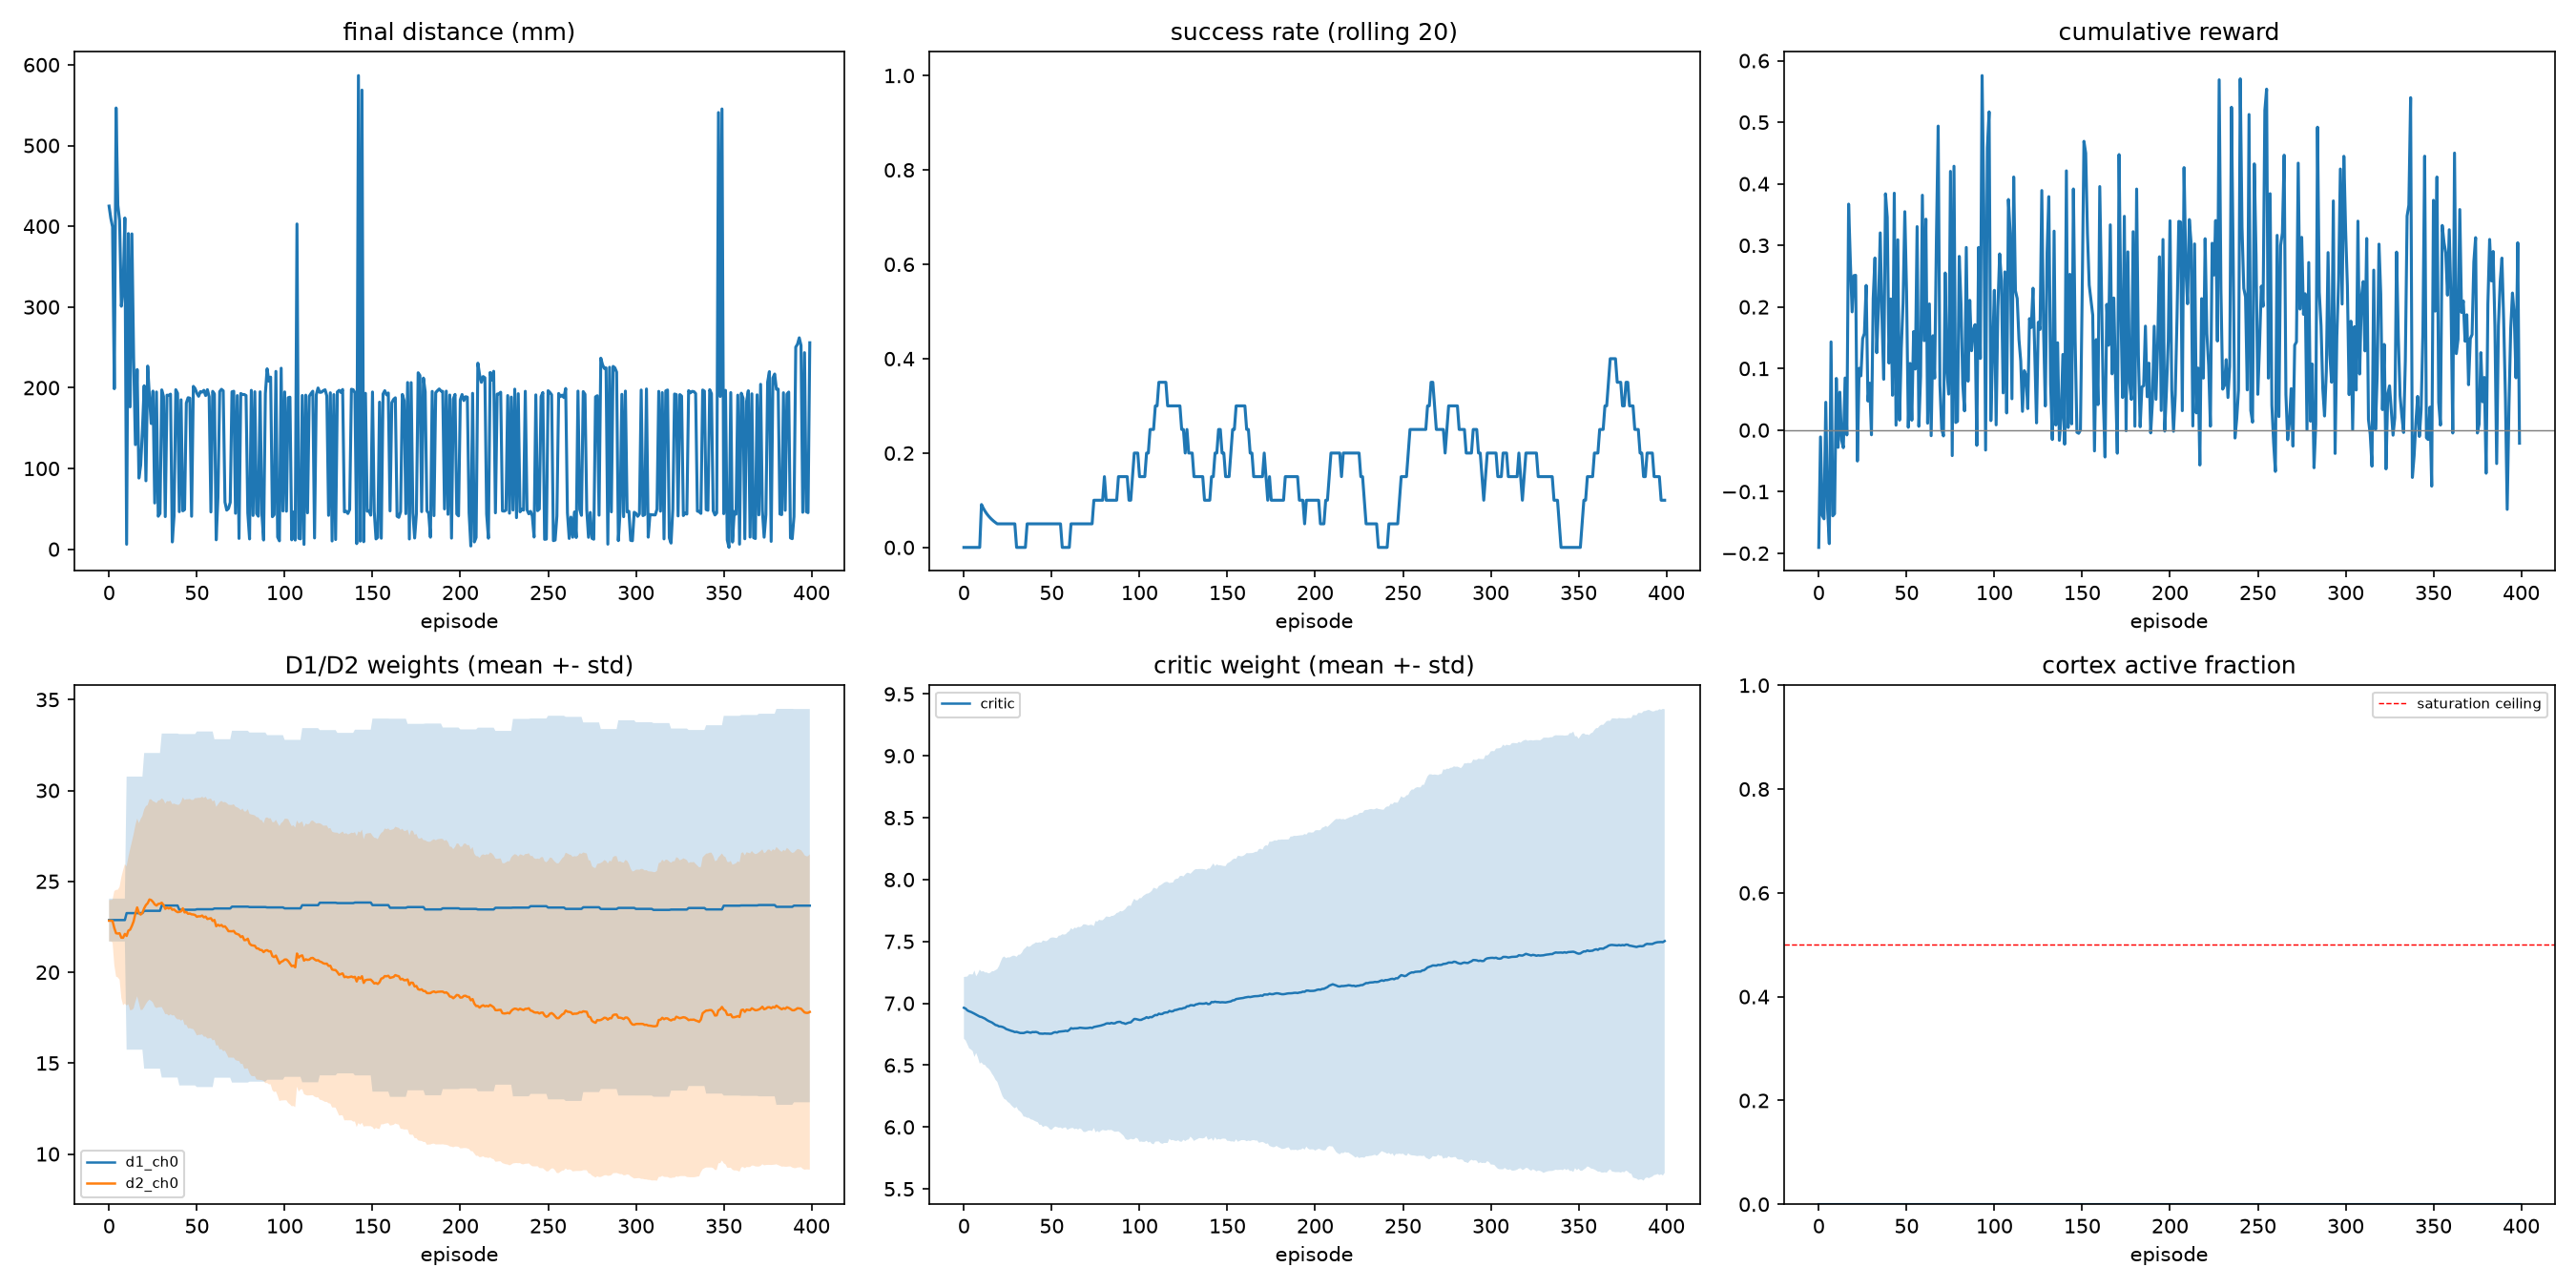 final distance (mm)
600
500
400
300
200
100
0
0 50 100 150 200 250 300 350 400
episode
success rate (rolling 20)
1.0
0.8
0.6
0.4
0.2
0.0
0 50 100 150 200 250 300 350 400
episode
cumulative reward
0.6
0.5
0.4
0.3
0.2
0.1
0.0
−0.1
−0.2
0 50 100 150 200 250 300 350 400
episode
D1/D2 weights (mean +- std)
35
30
25
20
15
10
d1_ch0
d2_ch0
0 50 100 150 200 250 300 350 400
episode
critic weight (mean +- std)
critic
9.5
9.0
8.5
8.0
7.5
7.0
6.5
6.0
5.5
0 50 100 150 200 250 300 350 400
episode
cortex active fraction
saturation ceiling
1.0
0.8
0.6
0.4
0.2
0.0
0 50 100 150 200 250 300 350 400
episode